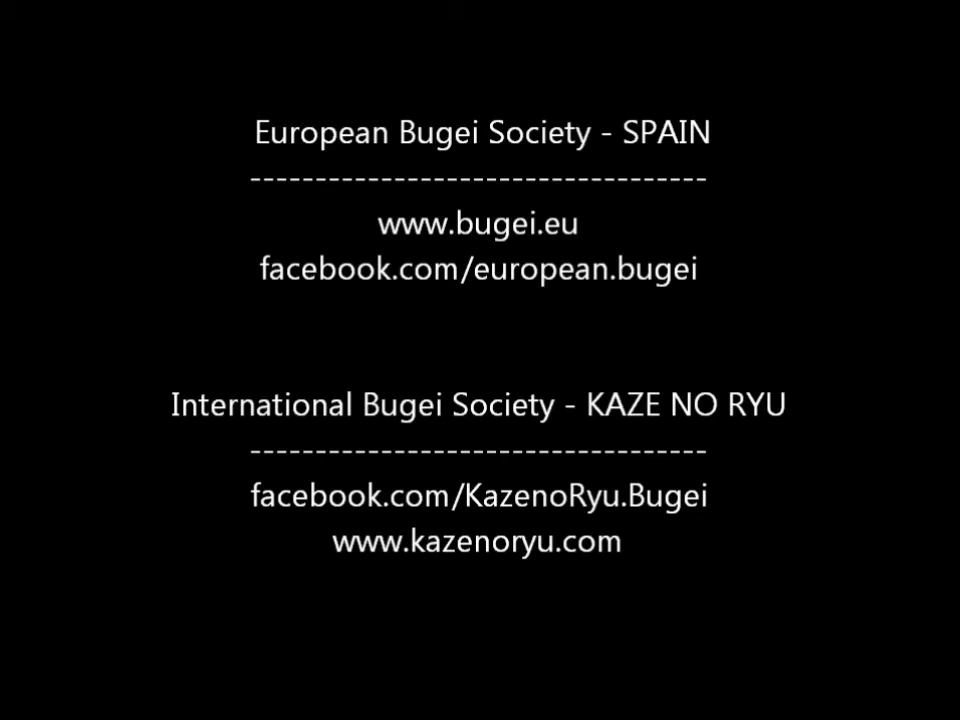 European Bugei Society - SPAIN
-----------------------------------
www.bugei.eu
facebook.com/european.bugei
International Bugei Society - KAZE NO RYU
-----------------------------------
facebook.com/KazenoRyu.Bugei
www.kazenoryu.com